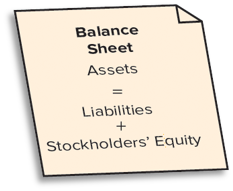 Balance
Sheet
Assets
=
Liabilities
+
Stockholders' Equity